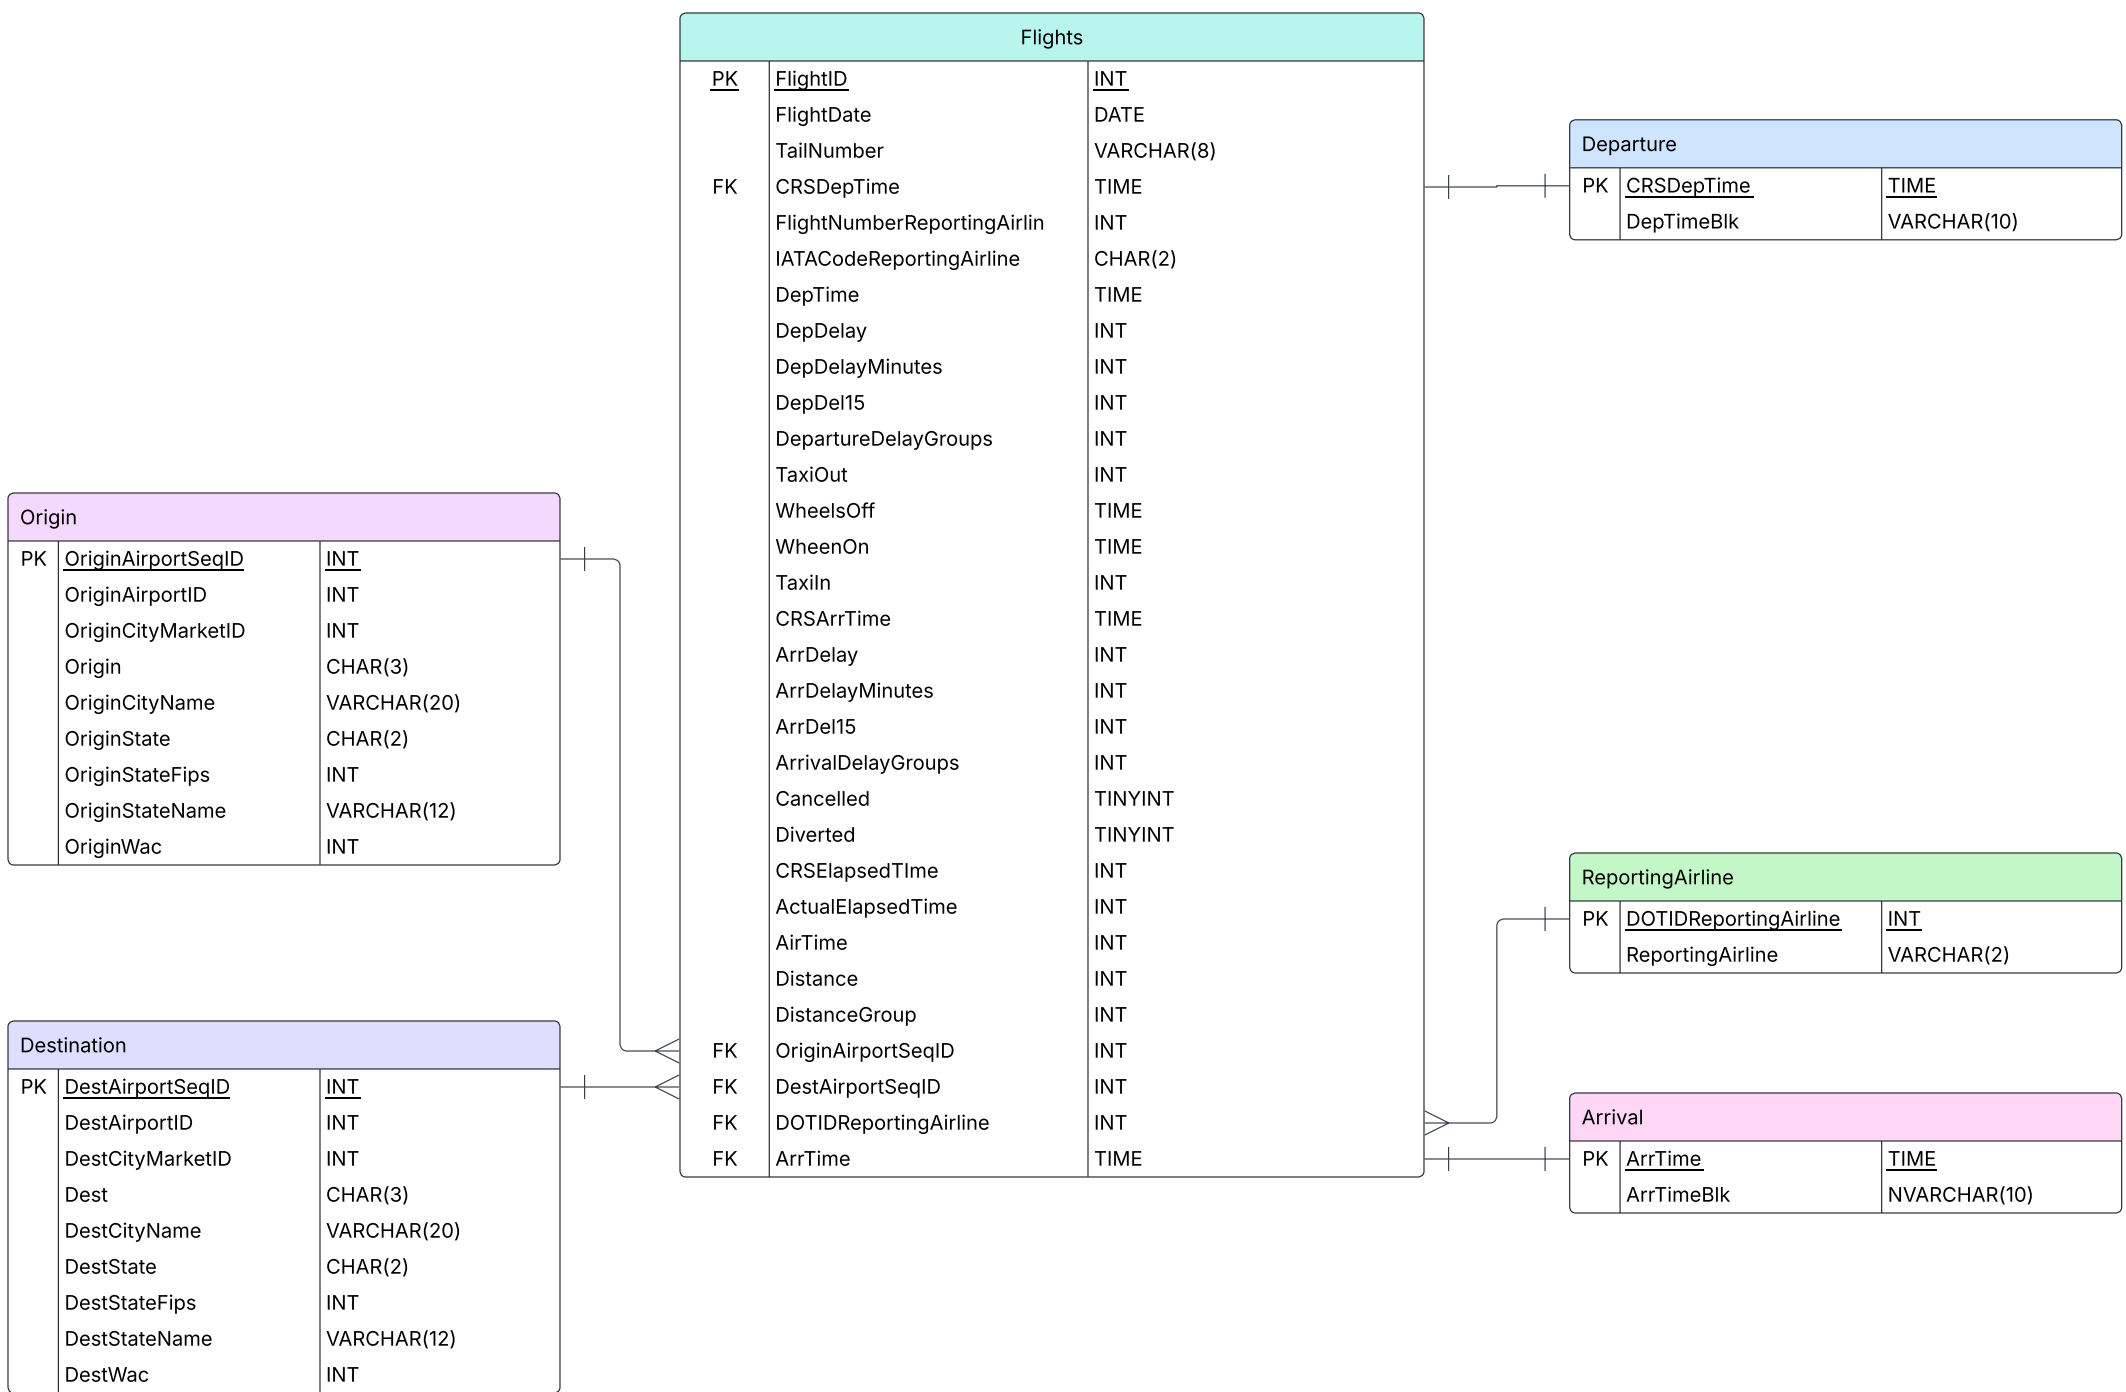 Flights
PK FlightID INT
FlightDate DATE
TailNumber VARCHAR(8)
FK CRSDepTime TIME
FlightNumberReportingAirlin INT
IATACodeReportingAirline CHAR(2)
DepTime TIME
DepDelay INT
DepDelayMinutes INT
DepDel15 INT
DepartureDelayGroups INT
TaxiOut INT
WheelsOff TIME
WheenOn TIME
TaxiIn INT
CRSArrTime TIME
ArrDelay INT
ArrDelayMinutes INT
ArrDel15 INT
ArrivalDelayGroups INT
Cancelled TINYINT
Diverted TINYINT
CRSElapsedTIme INT
ActualElapsedTime INT
AirTime INT
Distance INT
DistanceGroup INT
FK OriginAirportSeqID INT
FK DestAirportSeqID INT
FK DOTIDReportingAirline INT
FK ArrTime TIME
Departure
PK CRSDepTime TIME
DepTimeBlk VARCHAR(10)
Origin
PK OriginAirportSeqID INT
OriginAirportID INT
OriginCityMarketID INT
Origin CHAR(3)
OriginCityName VARCHAR(20)
OriginState CHAR(2)
OriginStateFips INT
OriginStateName VARCHAR(12)
OriginWac INT
ReportingAirline
PK DOTIDReportingAirline INT
ReportingAirline VARCHAR(2)
Destination
PK DestAirportSeqID INT
DestAirportID INT
DestCityMarketID INT
Dest CHAR(3)
DestCityName VARCHAR(20)
DestState CHAR(2)
DestStateFips INT
DestStateName VARCHAR(12)
DestWac INT
Arrival
PK ArrTime TIME
ArrTimeBlk NVARCHAR(10)